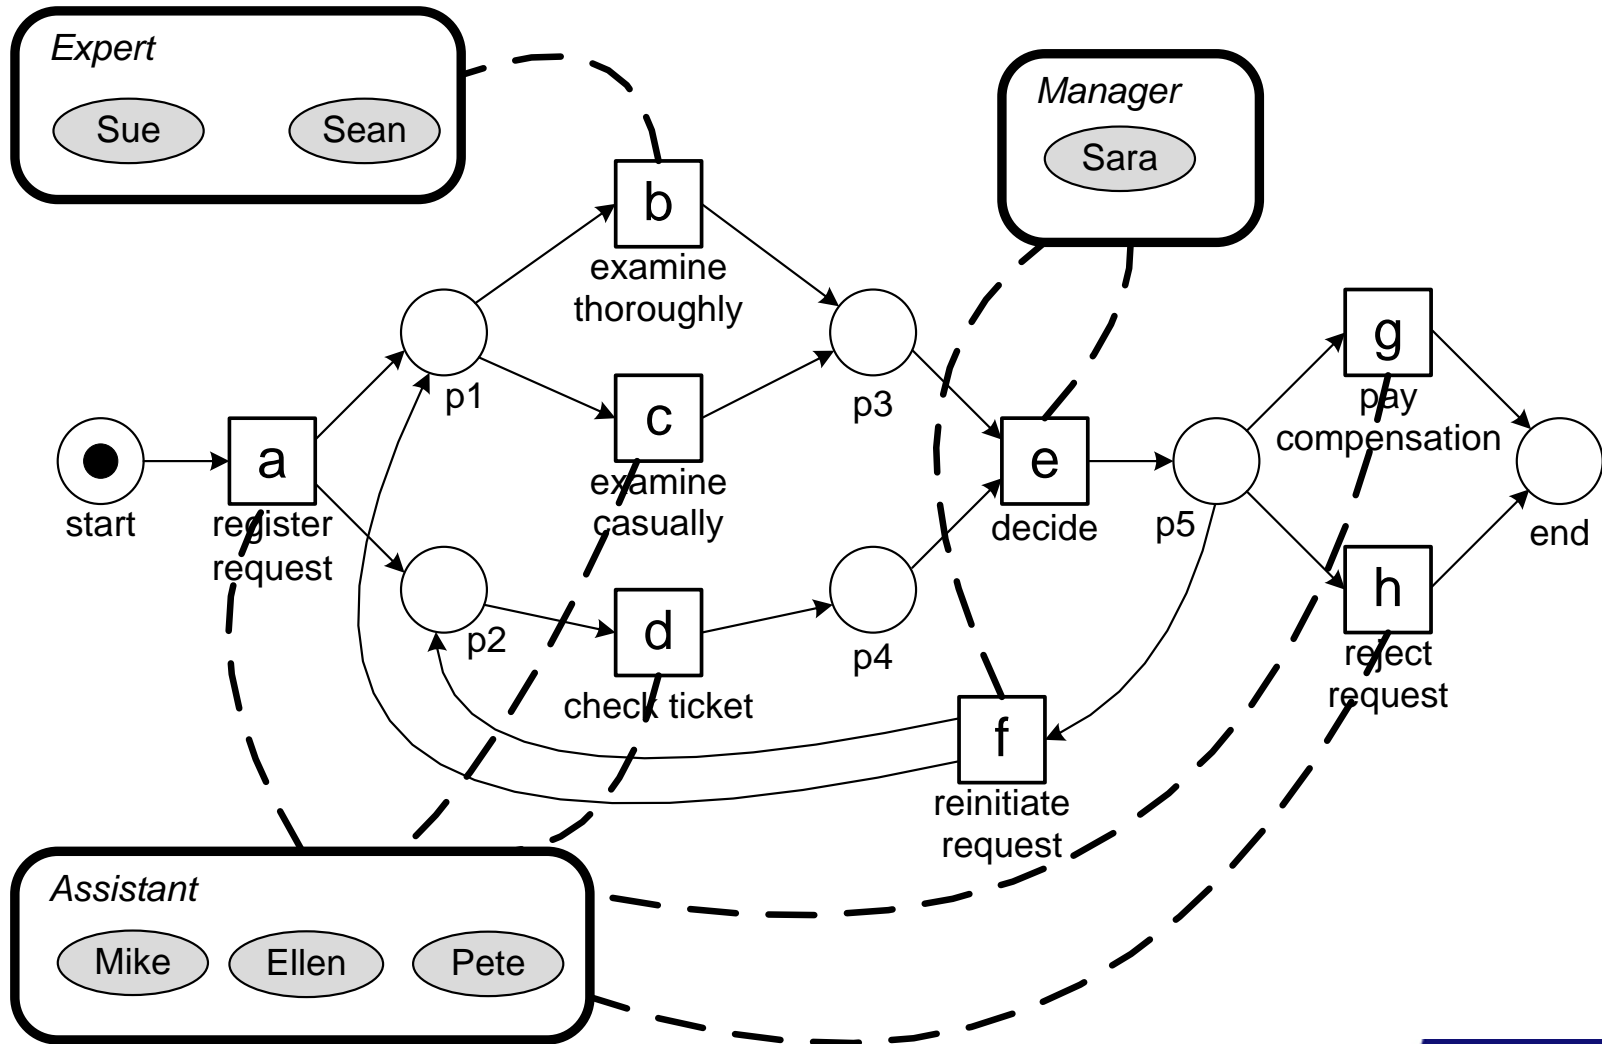 Expert
Sue
Sean
Manager
Sara
b
examine
thoroughly
p1
c
examine
casually
p3
g
pay
compensation
start
a
register
request
e
decide
p5
end
p2
d
check ticket
p4
h
reject
request
f
reinitiate
request
Assistant
Mike
Ellen
Pete